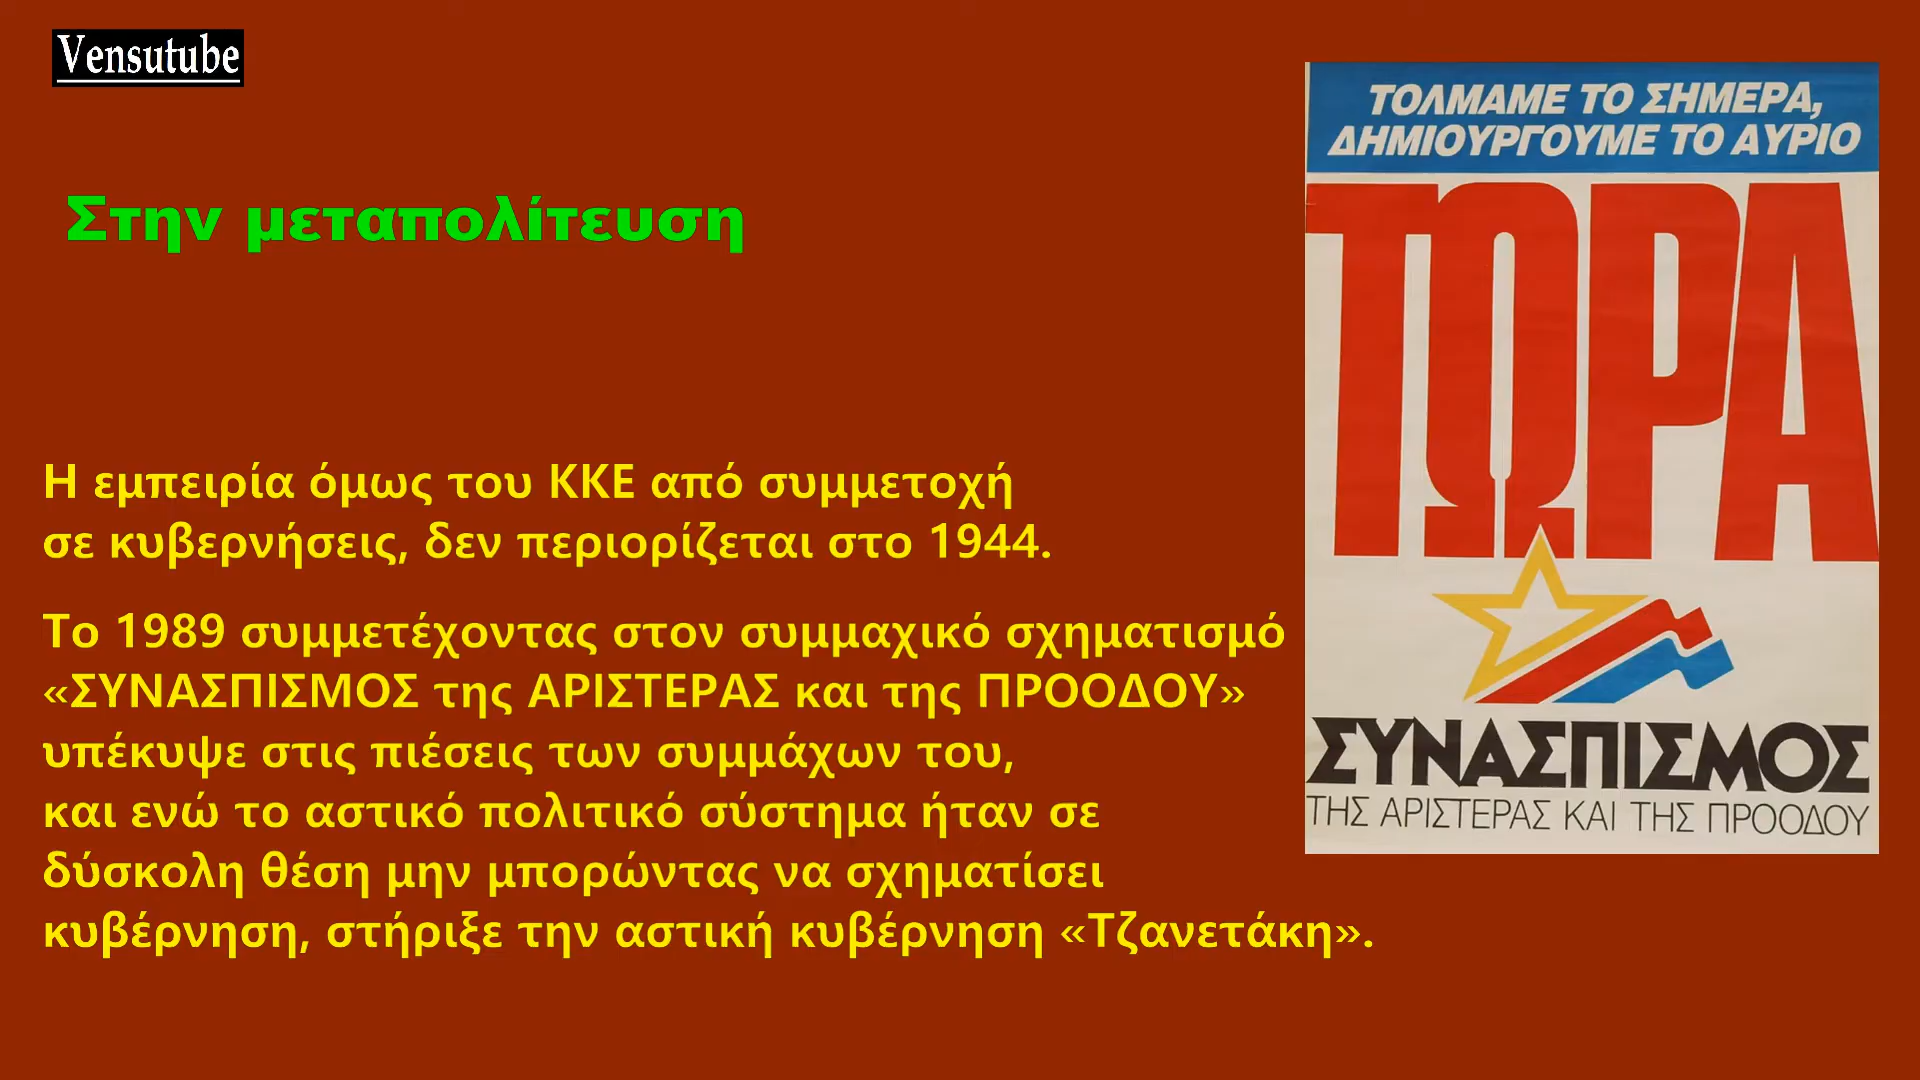 Vensutube
Στην μεταπολίτευση
Η εμπειρία όμως του ΚΚΕ από συμμετοχή
σε κυβερνήσεις, δεν περιορίζεται στο 1944.
Το 1989 συμμετέχοντας στον συμμαχικό σχηματισμό
«ΣΥΝΑΣΠΙΣΜΟΣ της ΑΡΙΣΤΕΡΑΣ και της ΠΡΟΟΔΟΥ»
υπέκυψε στις πιέσεις των συμμάχων του,
και ενώ το αστικό πολιτικό σύστημα ήταν σε
δύσκολη θέση μην μπορώντας να σχηματίσει
κυβέρνηση, στήριξε την αστική κυβέρνηση «Τζανετάκη».
ΤΟΛΜΑΜΕ ΤΟ ΣΗΜΕΡΑ,
ΔΗΜΙΟΥΡΓΟΥΜΕ ΤΟ ΑΥΡΙΟ
ΤΩΡΑ
ΣΥΝΑΣΠΙΣΜΟΣ
ΤΗΣ ΑΡΙΣΤΕΡΑΣ ΚΑΙ ΤΗΣ ΠΡΟΟΔΟΥ